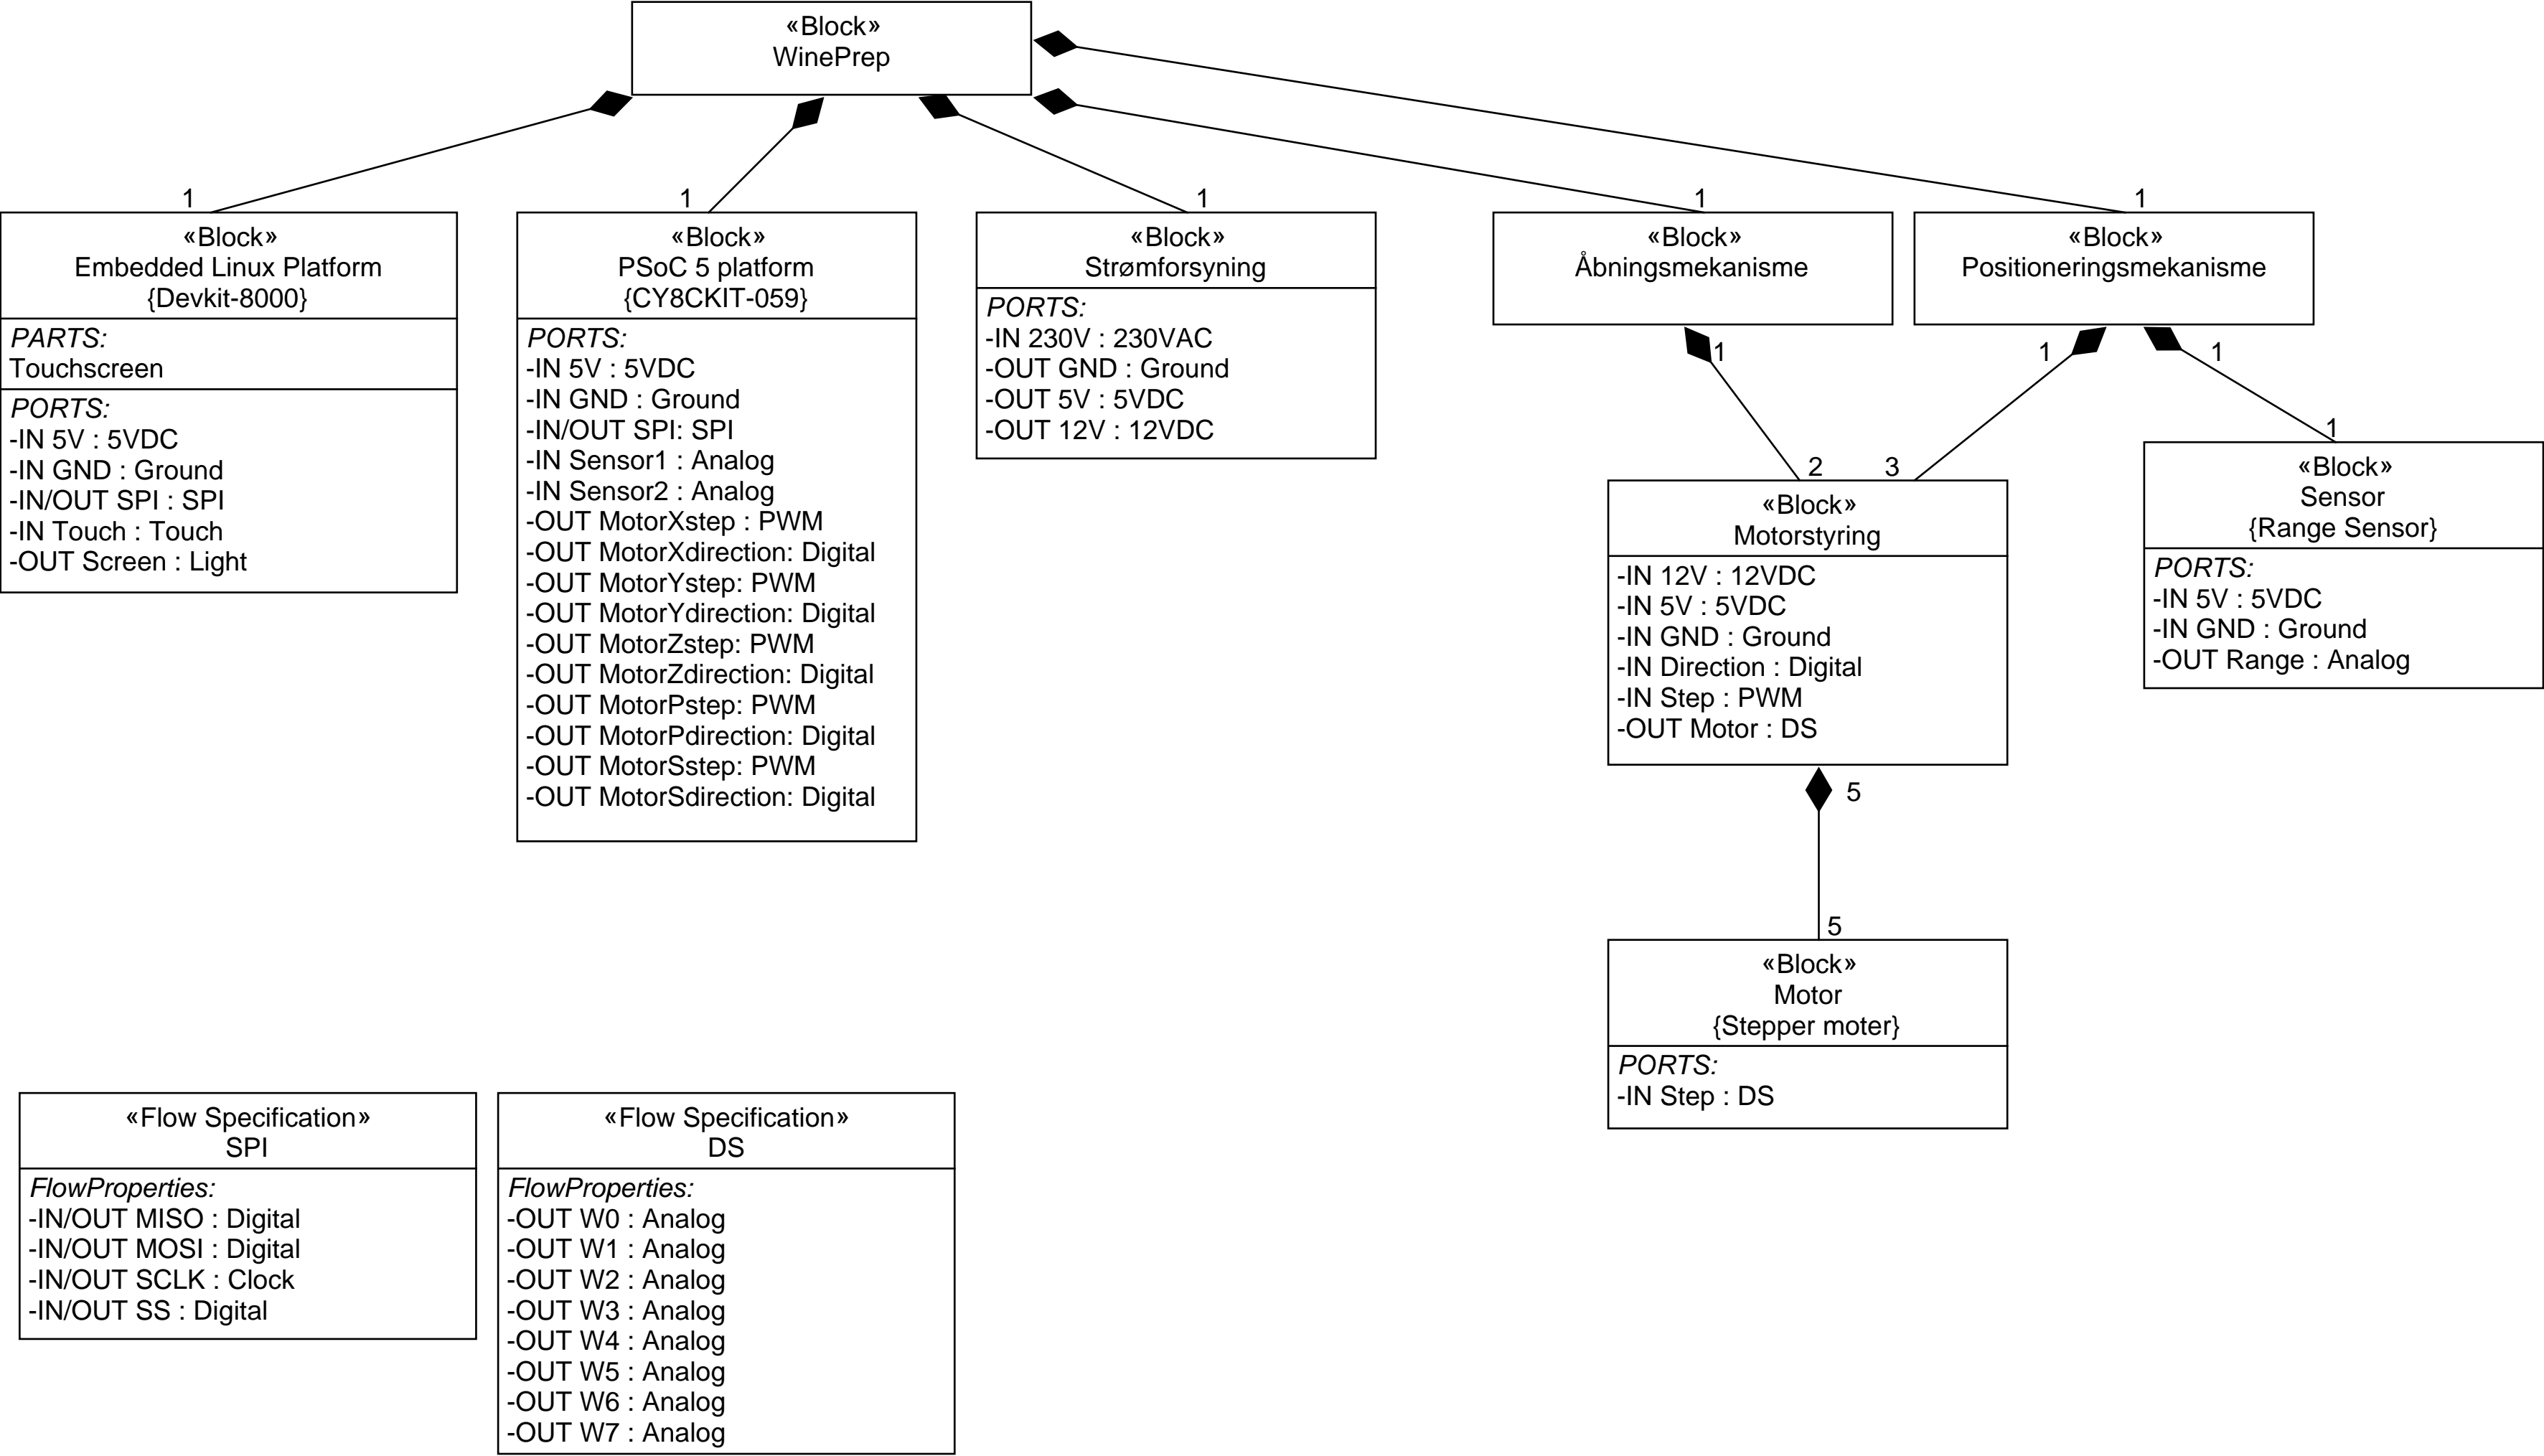 «Block»
WinePrep
1
1
1
1
1
«Block»
Embedded Linux Platform
{Devkit-8000}
PARTS:
Touchscreen
PORTS:
-IN 5V : 5VDC
-IN GND : Ground
-IN/OUT SPI : SPI
-IN Touch : Touch
-OUT Screen : Light
«Block»
PSoC 5 platform
{CY8CKIT-059}
PORTS:
-IN 5V : 5VDC
-IN GND : Ground
-IN/OUT SPI: SPI
-IN Sensor1 : Analog
-IN Sensor2 : Analog
-OUT MotorXstep : PWM
-OUT MotorXdirection: Digital
-OUT MotorYstep: PWM
-OUT MotorYdirection: Digital
-OUT MotorZstep: PWM
-OUT MotorZdirection: Digital
-OUT MotorPstep: PWM
-OUT MotorPdirection: Digital
-OUT MotorSstep: PWM
-OUT MotorSdirection: Digital
«Block»
Strømforsyning
PORTS:
-IN 230V : 230VAC
-OUT GND : Ground
-OUT 5V : 5VDC
-OUT 12V : 12VDC
«Block»
Åbningsmekanisme
«Block»
Positioneringsmekanisme
1
1
1
2
3
1
«Block»
Motorstyring
-IN 12V : 12VDC
-IN 5V : 5VDC
-IN GND : Ground
-IN Direction : Digital
-IN Step : PWM
-OUT Motor : DS
«Block»
Sensor
{Range Sensor}
PORTS:
-IN 5V : 5VDC
-IN GND : Ground
-OUT Range : Analog
5
5
«Block»
Motor
{Stepper moter}
PORTS:
-IN Step : DS
«Flow Specification»
SPI
FlowProperties:
-IN/OUT MISO : Digital
-IN/OUT MOSI : Digital
-IN/OUT SCLK : Clock
-IN/OUT SS : Digital
«Flow Specification»
DS
FlowProperties:
-OUT W0 : Analog
-OUT W1 : Analog
-OUT W2 : Analog
-OUT W3 : Analog
-OUT W4 : Analog
-OUT W5 : Analog
-OUT W6 : Analog
-OUT W7 : Analog